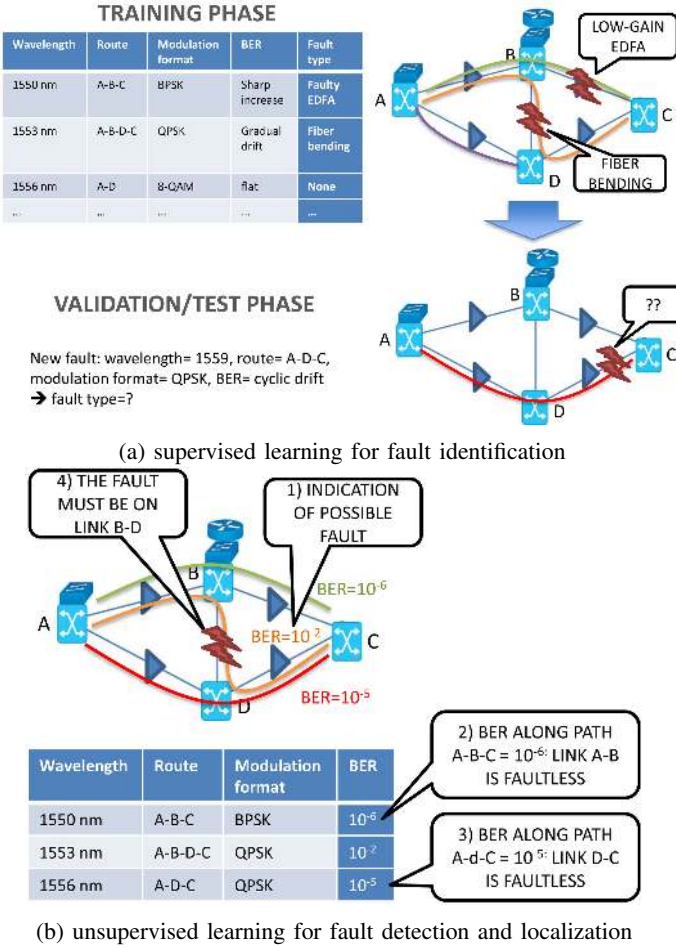 TRAINING PHASE
Wavelength Route Modulation format BER Fault type
1550 nm A-B-C BPSK Sharp increase Faulty EDFA
1553 nm A-B-D-C QPSK Gradual drift Fiber bending
1556 nm A-D 8-QAM flat None
... ... ... ... ...
LOW-GAIN
EDFA
B
A
C
D
FIBER
BENDING
VALIDATION/TEST PHASE
New fault: wavelength= 1559, route= A-D-C,
modulation format= QPSK, BER= cyclic drift
➔ fault type=?
B
??
A
C
D
(a) supervised learning for fault identification
4) THE FAULT
MUST BE ON
LINK B-D
1) INDICATION
OF POSSIBLE
FAULT
B
BER=10-6
A
BER=10-2
C
D
BER=10-5
Wavelength Route Modulation format BER
1550 nm A-B-C BPSK 10-6
1553 nm A-B-D-C QPSK 10-2
1556 nm A-D-C QPSK 10-5
2) BER ALONG PATH
A-B-C = 10-6: LINK A-B
IS FAULTLESS
3) BER ALONG PATH
A-d-C = 10-5: LINK D-C
IS FAULTLESS
(b) unsupervised learning for fault detection and localization